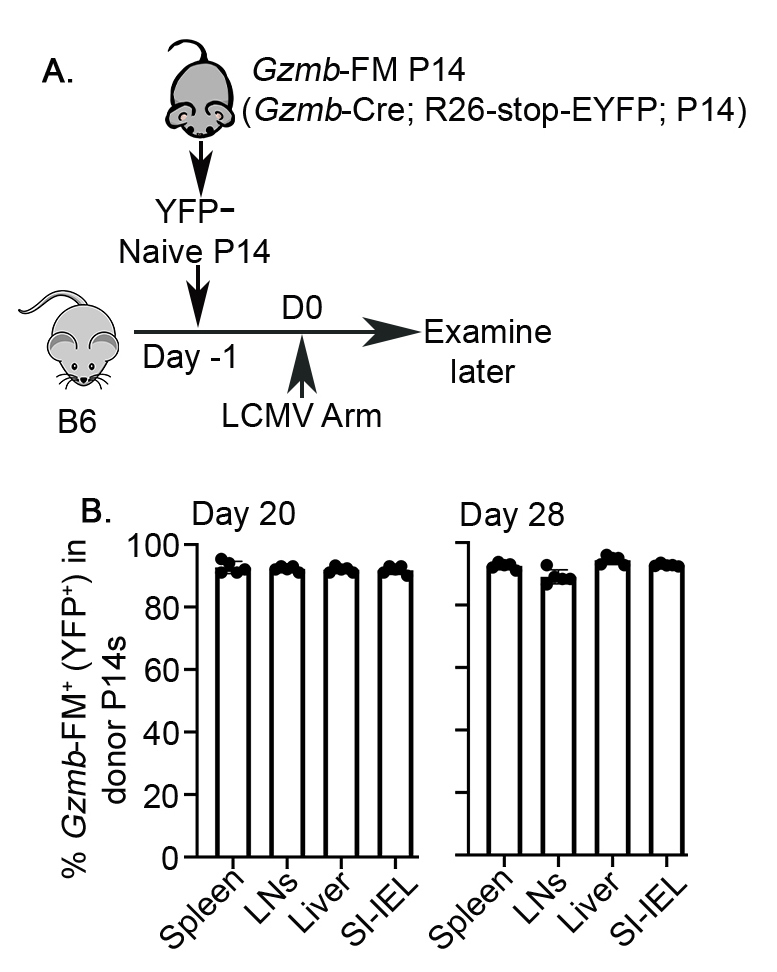 A.
Gzmb-FM P14
(Gzmb-Cre; R26-stop-EYFP; P14)
YFP−
Naive P14
D0
Day -1
Examine
later
B6
LCMV Arm
B.
Day 20
Day 28
% Gzmb-FM⁺ (YFP⁺) in
donor P14s
100
80
60
40
20
0
Spleen
LNs
Liver
SI-IEL
Spleen
LNs
Liver
SI-IEL